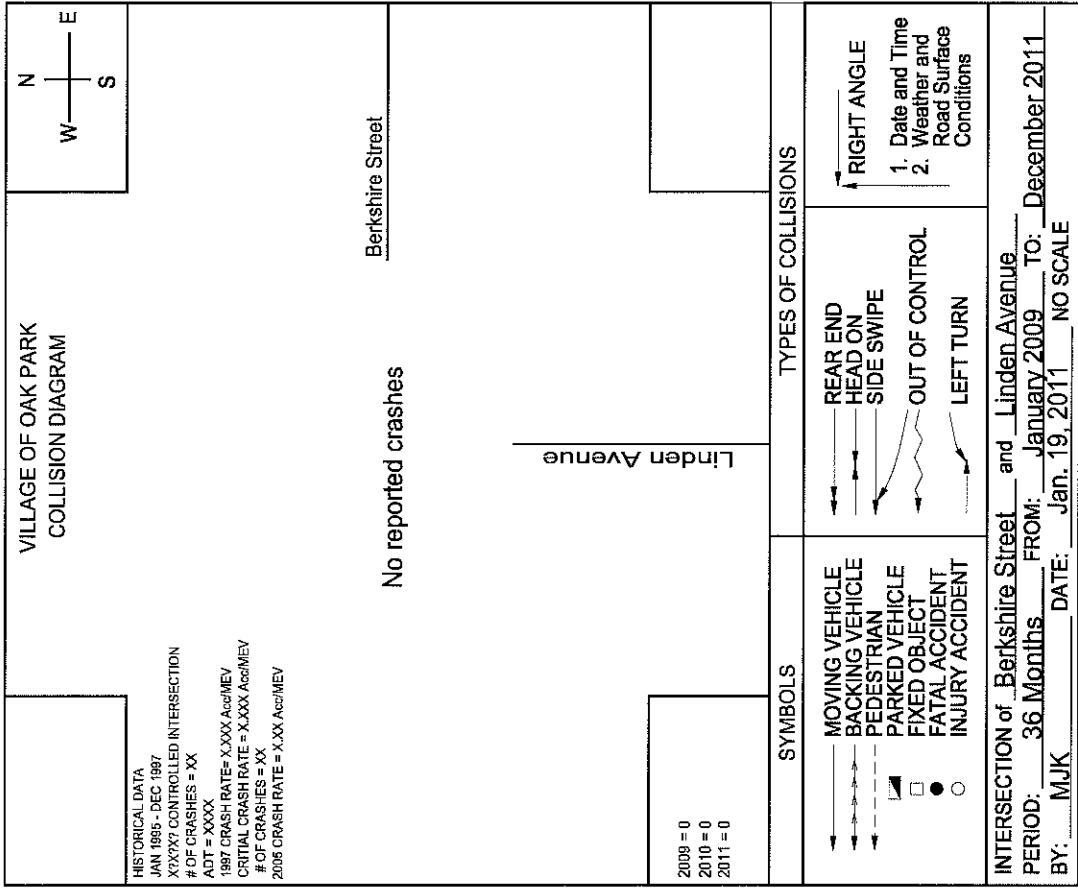 VILLAGE OF OAK PARK
COLLISION DIAGRAM
N
W
E
S
HISTORICAL DATA
JAN 1995 - DEC 1997
X?X?X? CONTROLLED INTERSECTION
# OF CRASHES = XX
ADT = XXXX
1997 CRASH RATE= X.XXX Acc/MEV
CRITIAL CRASH RATE = X.XXX Acc/MEV
# OF CRASHES = XX
2005 CRASH RATE = X.XX Acc/MEV
Berkshire Street
No reported crashes
Linden Avenue
2009 = 0
2010 = 0
2011 = 0
SYMBOLS
MOVING VEHICLE
BACKING VEHICLE
PEDESTRIAN
PARKED VEHICLE
FIXED OBJECT
FATAL ACCIDENT
INJURY ACCIDENT
TYPES OF COLLISIONS
REAR END
HEAD ON
SIDE SWIPE
OUT OF CONTROL
LEFT TURN
RIGHT ANGLE
1. Date and Time
2. Weather and
Road Surface
Conditions
INTERSECTION of Berkshire Street and Linden Avenue
PERIOD: 36 Months FROM: January 2009 TO: December 2011
BY: MJK DATE: Jan. 19, 2011 NO SCALE